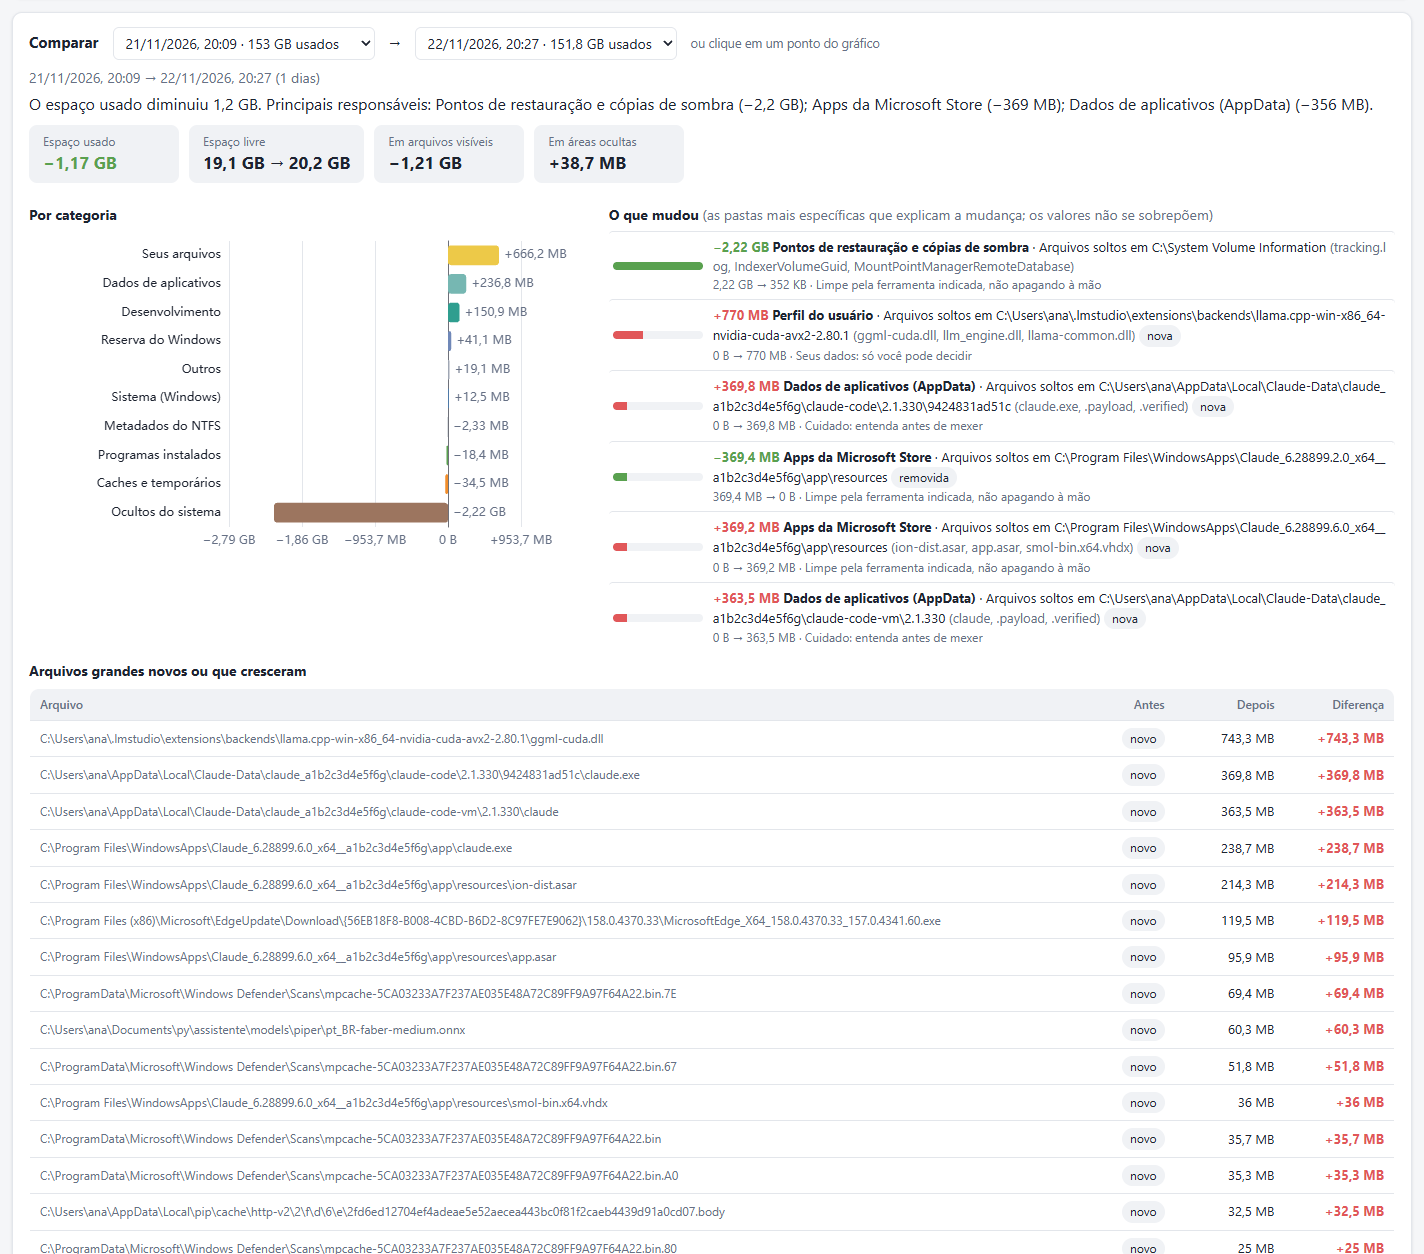 Comparar 21/11/2026, 20:09 · 153 GB usados → 22/11/2026, 20:27 · 151,8 GB usados ou clique em um ponto do gráfico
21/11/2026, 20:09 → 22/11/2026, 20:27 (1 dias)
O espaço usado diminuiu 1,2 GB. Principais responsáveis: Pontos de restauração e cópias de sombra (−2,2 GB); Apps da Microsoft Store (−369 MB); Dados de aplicativos (AppData) (−356 MB).
Espaço usado
−1,17 GB
Espaço livre
19,1 GB → 20,2 GB
Em arquivos visíveis
−1,21 GB
Em áreas ocultas
+38,7 MB
Por categoria
Seus arquivos +666,2 MB
Dados de aplicativos +236,8 MB
Desenvolvimento +150,9 MB
Reserva do Windows +41,1 MB
Outros +19,1 MB
Sistema (Windows) +12,5 MB
Metadados do NTFS −2,33 MB
Programas instalados −18,4 MB
Caches e temporários −34,5 MB
Ocultos do sistema −2,22 GB
−2,79 GB −1,86 GB −953,7 MB 0 B +953,7 MB
O que mudou (as pastas mais específicas que explicam a mudança; os valores não se sobrepõem)
−2,22 GB Pontos de restauração e cópias de sombra · Arquivos soltos em C:\System Volume Information (tracking.l
og, IndexerVolumeGuid, MountPointManagerRemoteDatabase)
2,22 GB → 352 KB · Limpe pela ferramenta indicada, não apagando à mão
+770 MB Perfil do usuário · Arquivos soltos em C:\Users\ana\.lmstudio\extensions\backends\llama.cpp-win-x86_64-
nvidia-cuda-avx2-2.80.1 (ggml-cuda.dll, llm_engine.dll, llama-common.dll) nova
0 B → 770 MB · Seus dados: só você pode decidir
+369,8 MB Dados de aplicativos (AppData) · Arquivos soltos em C:\Users\ana\AppData\Local\Claude-Data\claude_
a1b2c3d4e5f6g\claude-code\2.1.330\9424831ad51c (claude.exe, .payload, .verified) nova
0 B → 369,8 MB · Cuidado: entenda antes de mexer
−369,4 MB Apps da Microsoft Store · Arquivos soltos em C:\Program Files\WindowsApps\Claude_6.28899.2.0_x64__
a1b2c3d4e5f6g\app\resources removida
369,4 MB → 0 B · Limpe pela ferramenta indicada, não apagando à mão
+369,2 MB Apps da Microsoft Store · Arquivos soltos em C:\Program Files\WindowsApps\Claude_6.28899.6.0_x64__
a1b2c3d4e5f6g\app\resources (ion-dist.asar, app.asar, smol-bin.x64.vhdx) nova
0 B → 369,2 MB · Limpe pela ferramenta indicada, não apagando à mão
+363,5 MB Dados de aplicativos (AppData) · Arquivos soltos em C:\Users\ana\AppData\Local\Claude-Data\claude_
a1b2c3d4e5f6g\claude-code-vm\2.1.330 (claude, .payload, .verified) nova
0 B → 363,5 MB · Cuidado: entenda antes de mexer
Arquivos grandes novos ou que cresceram
Arquivo Antes Depois Diferença
C:\Users\ana\.lmstudio\extensions\backends\llama.cpp-win-x86_64-nvidia-cuda-avx2-2.80.1\ggml-cuda.dll novo 743,3 MB +743,3 MB
C:\Users\ana\AppData\Local\Claude-Data\claude_a1b2c3d4e5f6g\claude-code\2.1.330\9424831ad51c\claude.exe novo 369,8 MB +369,8 MB
C:\Users\ana\AppData\Local\Claude-Data\claude_a1b2c3d4e5f6g\claude-code-vm\2.1.330\claude novo 363,5 MB +363,5 MB
C:\Program Files\WindowsApps\Claude_6.28899.6.0_x64__a1b2c3d4e5f6g\app\claude.exe novo 238,7 MB +238,7 MB
C:\Program Files\WindowsApps\Claude_6.28899.6.0_x64__a1b2c3d4e5f6g\app\resources\ion-dist.asar novo 214,3 MB +214,3 MB
C:\Program Files (x86)\Microsoft\EdgeUpdate\Download\{56EB18F8-B008-4CBD-B6D2-8C97FE7E9062}\158.0.4370.33\MicrosoftEdge_X64_158.0.4370.33_157.0.4341.60.exe novo 119,5 MB +119,5 MB
C:\Program Files\WindowsApps\Claude_6.28899.6.0_x64__a1b2c3d4e5f6g\app\resources\app.asar novo 95,9 MB +95,9 MB
C:\ProgramData\Microsoft\Windows Defender\Scans\mpcache-5CA03233A7F237AE035E48A72C89FF9A97F64A22.bin.7E novo 69,4 MB +69,4 MB
C:\Users\ana\Documents\py\assistente\models\piper\pt_BR-faber-medium.onnx novo 60,3 MB +60,3 MB
C:\ProgramData\Microsoft\Windows Defender\Scans\mpcache-5CA03233A7F237AE035E48A72C89FF9A97F64A22.bin.67 novo 51,8 MB +51,8 MB
C:\Program Files\WindowsApps\Claude_6.28899.6.0_x64__a1b2c3d4e5f6g\app\resources\smol-bin.x64.vhdx novo 36 MB +36 MB
C:\ProgramData\Microsoft\Windows Defender\Scans\mpcache-5CA03233A7F237AE035E48A72C89FF9A97F64A22.bin novo 35,7 MB +35,7 MB
C:\ProgramData\Microsoft\Windows Defender\Scans\mpcache-5CA03233A7F237AE035E48A72C89FF9A97F64A22.bin.A0 novo 35,3 MB +35,3 MB
C:\Users\ana\AppData\Local\pip\cache\http-v2\2\f\d\6\e\2fd6ed12704ef4adeae5e52aecea443bc0f81f2caeb4439d91a0cd07.body novo 32,5 MB +32,5 MB
C:\ProgramData\Microsoft\Windows Defender\Scans\mpcache-5CA03233A7F237AE035E48A72C89FF9A97F64A22.bin.80 novo 25 MB +25 MB